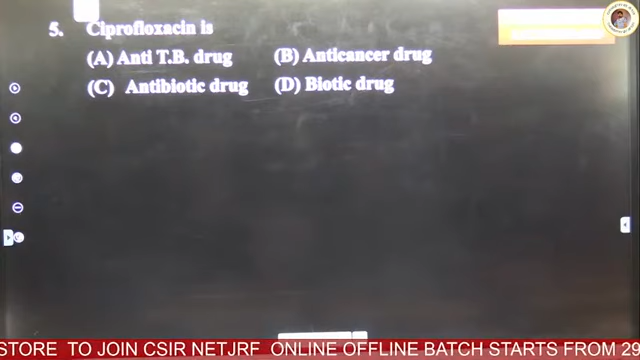 5. Ciprofloxacin is
(A) Anti T.B. drug (B) Anticancer drug
(C) Antibiotic drug (D) Biotic drug
STORE TO JOIN CSIR NETJRF ONLINE OFFLINE BATCH STARTS FROM 29